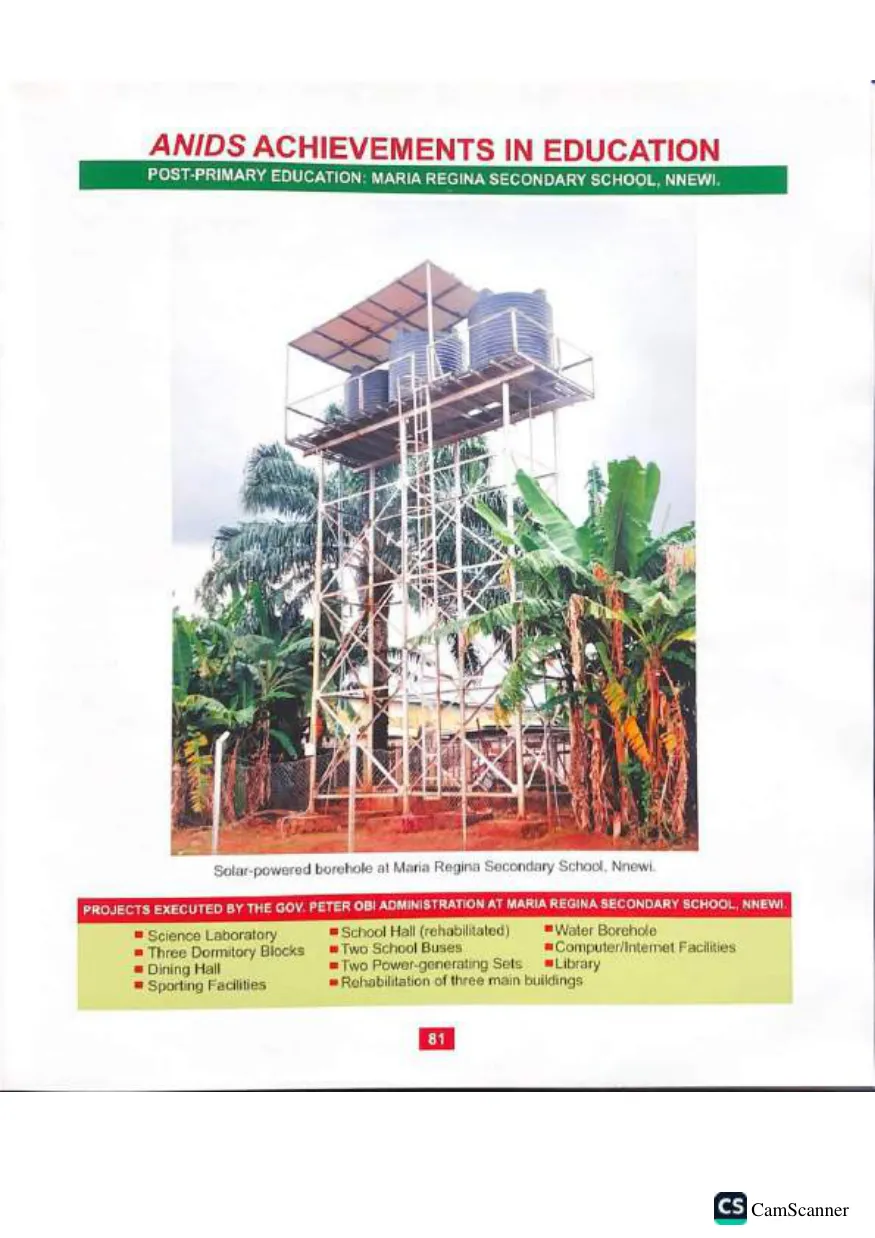 ANIDS ACHIEVEMENTS IN EDUCATION
POST-PRIMARY EDUCATION: MARIA REGINA SECONDARY SCHOOL, NNEWI.
Solar-powered borehole at Maria Regina Secondary School, Nnewi.
PROJECTS EXECUTED BY THE GOV. PETER OBI ADMINISTRATION AT MARIA REGINA SECONDARY SCHOOL, NNEWI.
Science Laboratory
Three Dormitory Blocks
Dining Hall
Sporting Facilities
School Hall (rehabilitated)
Two School Buses
Two Power-generating Sets
Rehabilitation of three main buildings
Water Borehole
Computer/Internet Facilities
Library
81
CS CamScanner